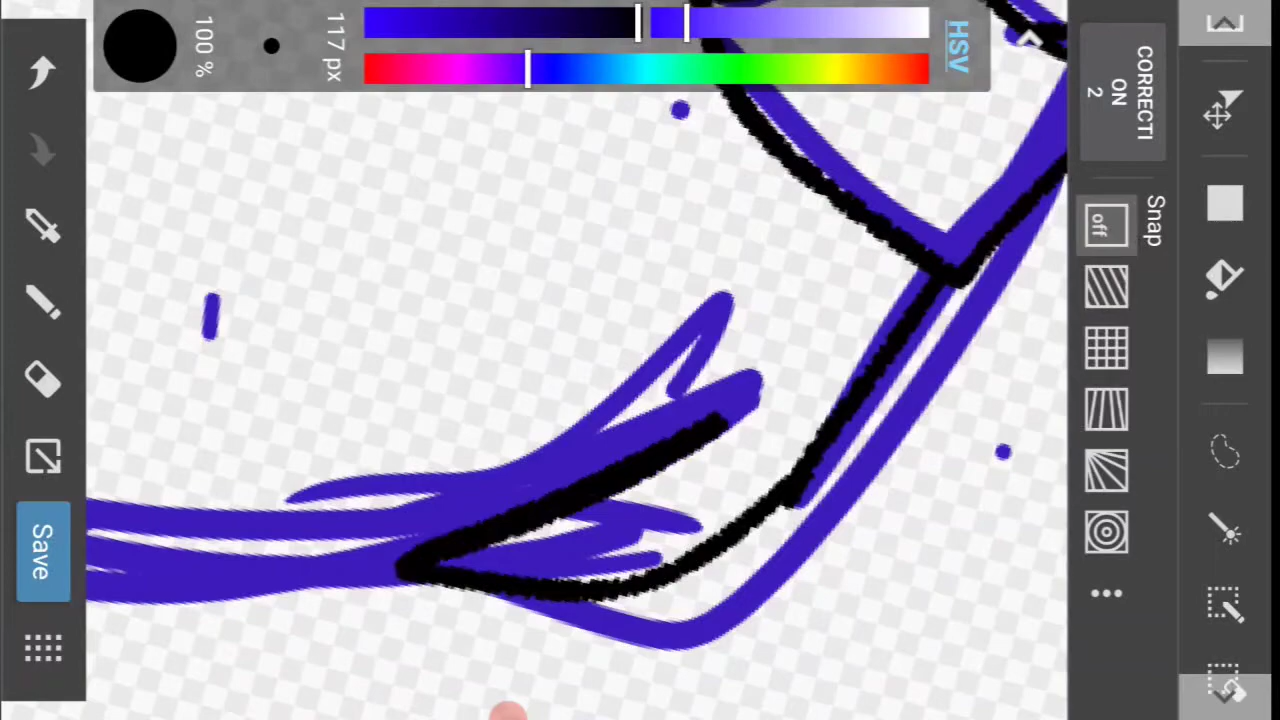 HSV
117 px
100 %
CORRECTI
ON
2
Snap
off
Save